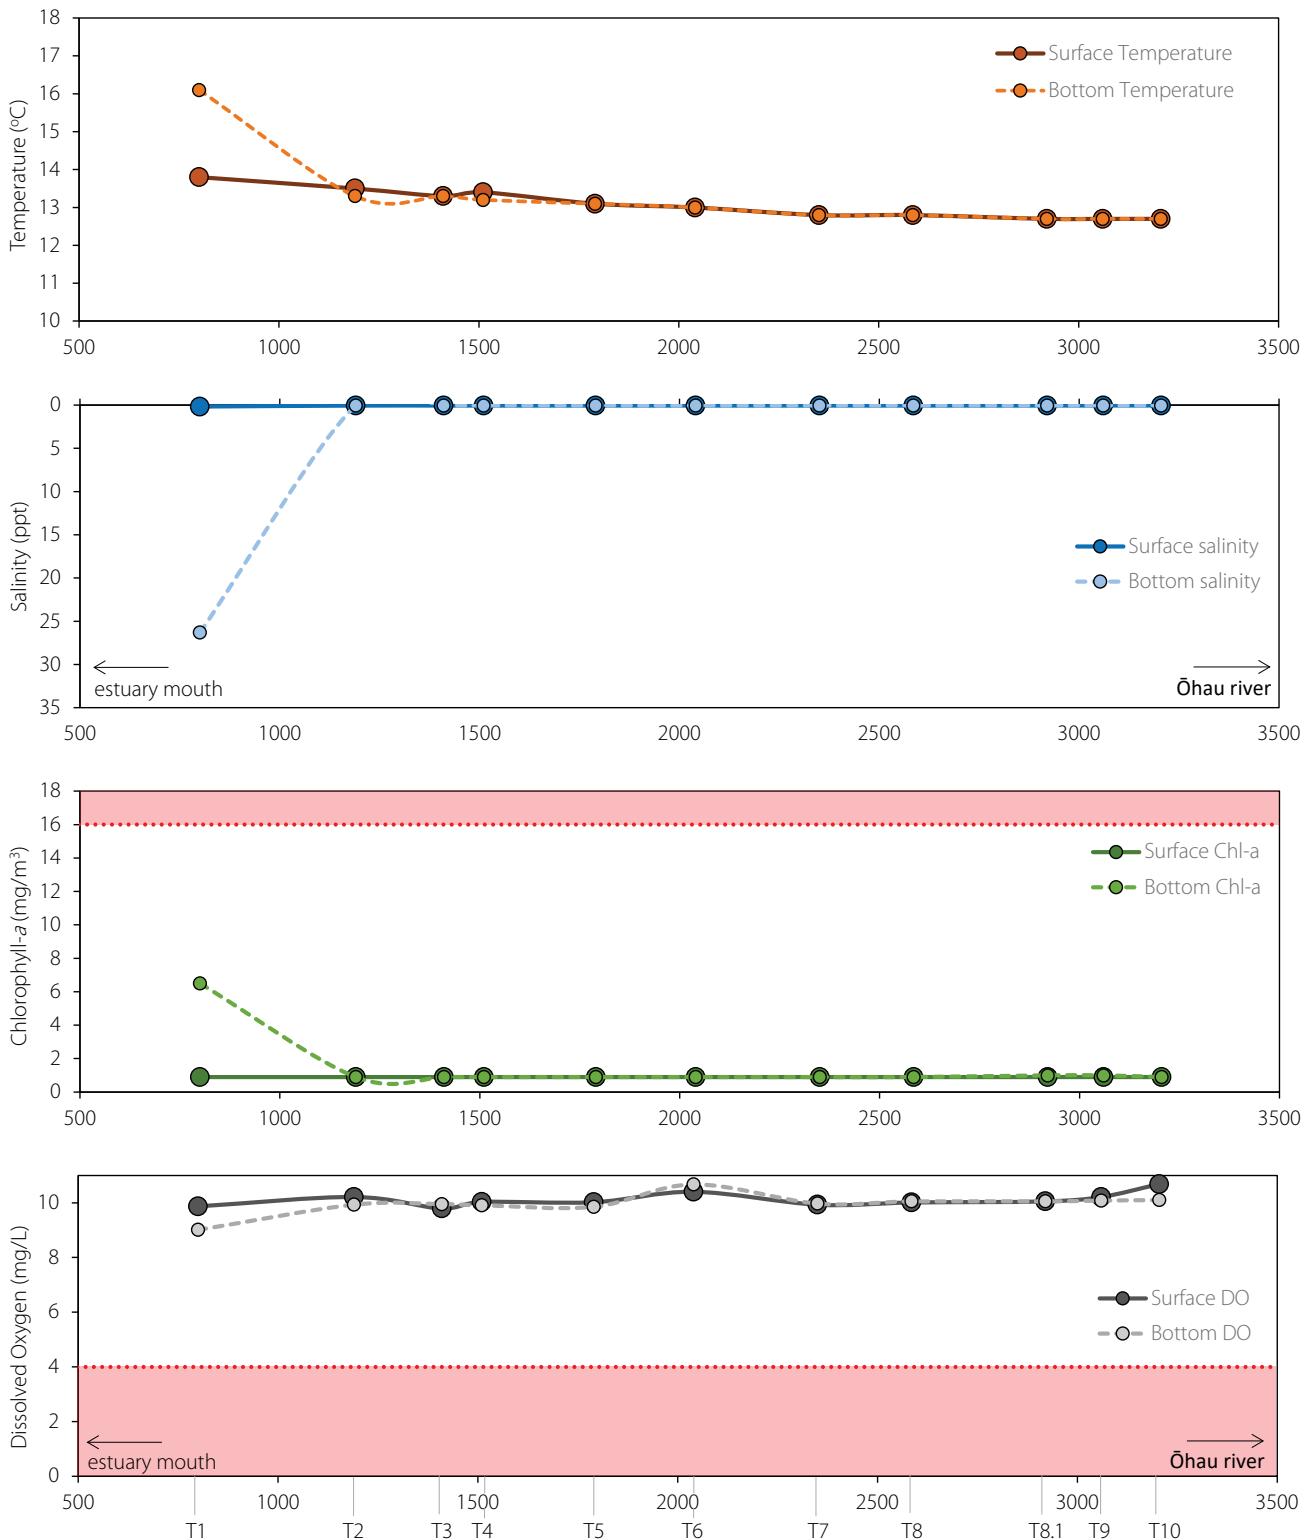 18
17
16
15
14
13
12
11
10
Temperature (ºC)
Surface Temperature
Bottom Temperature
500 1000 1500 2000 2500 3000 3500
0
5
10
15
20
25
30
35
Salinity (ppt)
Surface salinity
Bottom salinity
estuary mouth
Ōhau river
500 1000 1500 2000 2500 3000 3500
18
16
14
12
10
8
6
4
2
0
Chlorophyll-a (mg/m³)
Surface Chl-a
Bottom Chl-a
500 1000 1500 2000 2500 3000 3500
10
8
6
4
2
0
Dissolved Oxygen (mg/L)
Surface DO
Bottom DO
estuary mouth
Ōhau river
500 1000 1500 2000 2500 3000 3500
T1 T2 T3 T4 T5 T6 T7 T8 T8.1 T9 T10